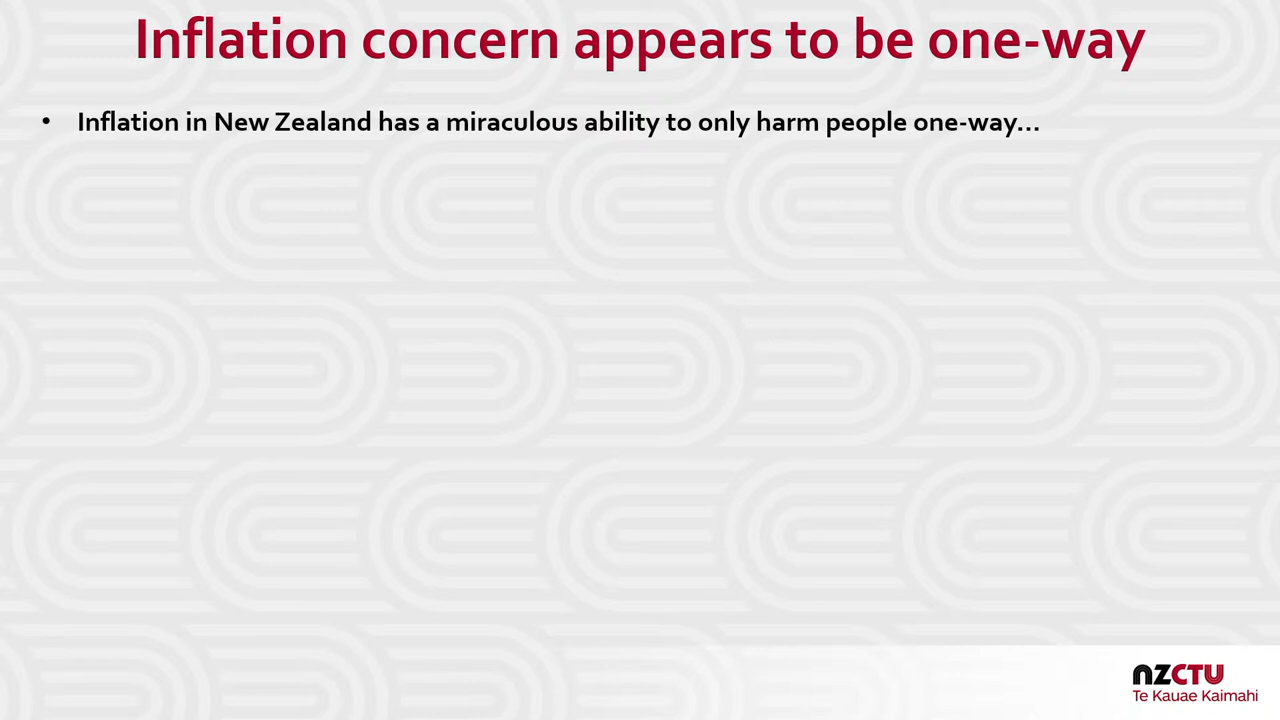 Inflation concern appears to be one-way
• Inflation in New Zealand has a miraculous ability to only harm people one-way…
NZCTU
Te Kauae Kaimahi